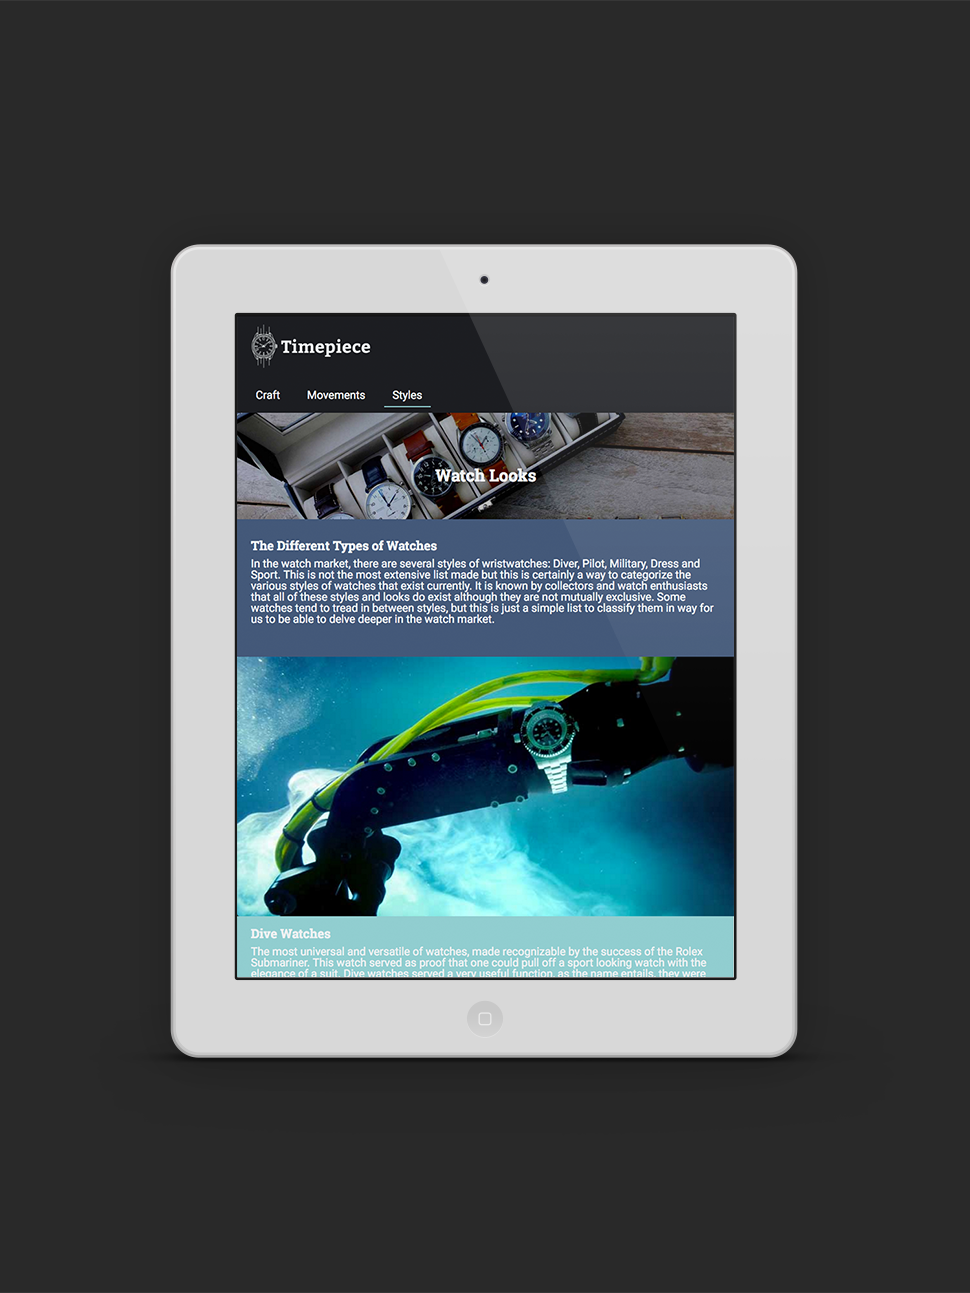 Timepiece
Craft Movements Styles
Watch Looks
The Different Types of Watches
In the watch market, there are several styles of wristwatches: Diver, Pilot, Military, Dress and
Sport. This is not the most extensive list made but this is certainly a way to categorize the
various styles of watches that exist currently. It is known by collectors and watch enthusiasts
that all of these styles and looks do exist although they are not mutually exclusive. Some
watches tend to tread in between styles, but this is just a simple list to classify them in way for
us to be able to delve deeper in the watch market.
Dive Watches
The most universal and versatile of watches, made recognizable by the success of the Rolex
Submariner. This watch served as proof that one could pull off a sport looking watch with the
elegance of a suit. Dive watches served a very useful function, as the name entails, they were